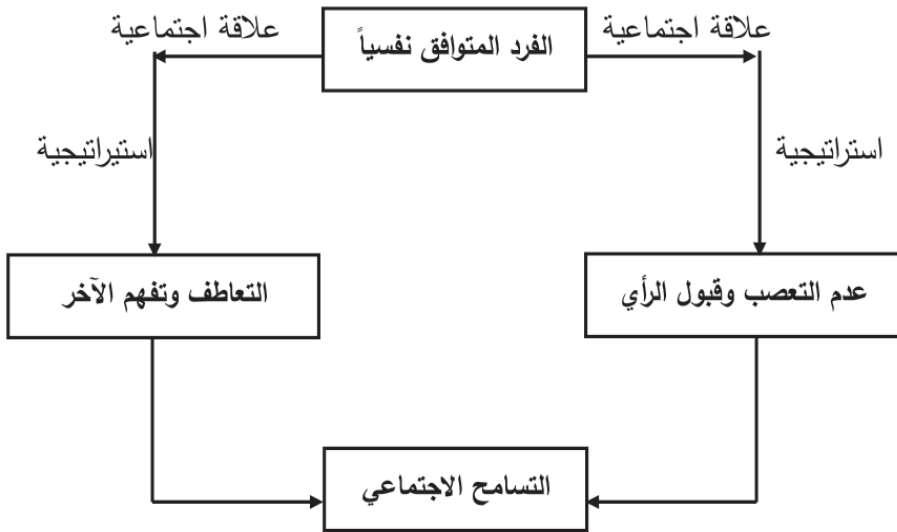 علاقة اجتماعية
الفرد المتوافق نفسياً
علاقة اجتماعية
استراتيجية
استيراتيجية
عدم التعصب وقبول الرأي
التعاطف وتفهم الآخر
التسامح الاجتماعي